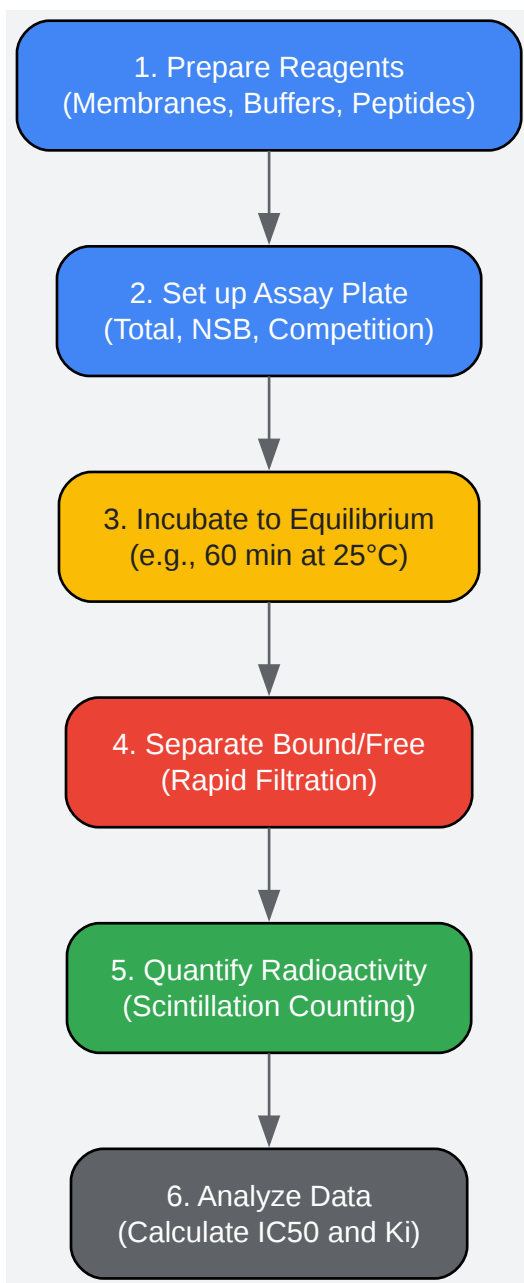 1. Prepare Reagents
(Membranes, Buffers, Peptides)
2. Set up Assay Plate
(Total, NSB, Competition)
3. Incubate to Equilibrium
(e.g., 60 min at 25°C)
4. Separate Bound/Free
(Rapid Filtration)
5. Quantify Radioactivity
(Scintillation Counting)
6. Analyze Data
(Calculate IC50 and Ki)